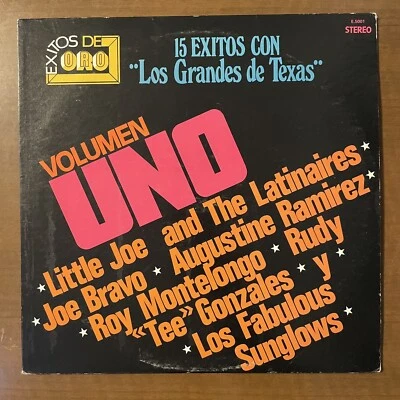 EXITOS DE
ORO
E.5007
STEREO
15 EXITOS CON
"Los Grandes de Texas"
VOLUMEN
UNO
*Little Joe and The Latinaires*
Joe Bravo * Augustine Ramirez*
* Roy Montelongo * Rudy
«Tee» Gonzales * y
* Los Fabulous
Sunglows *